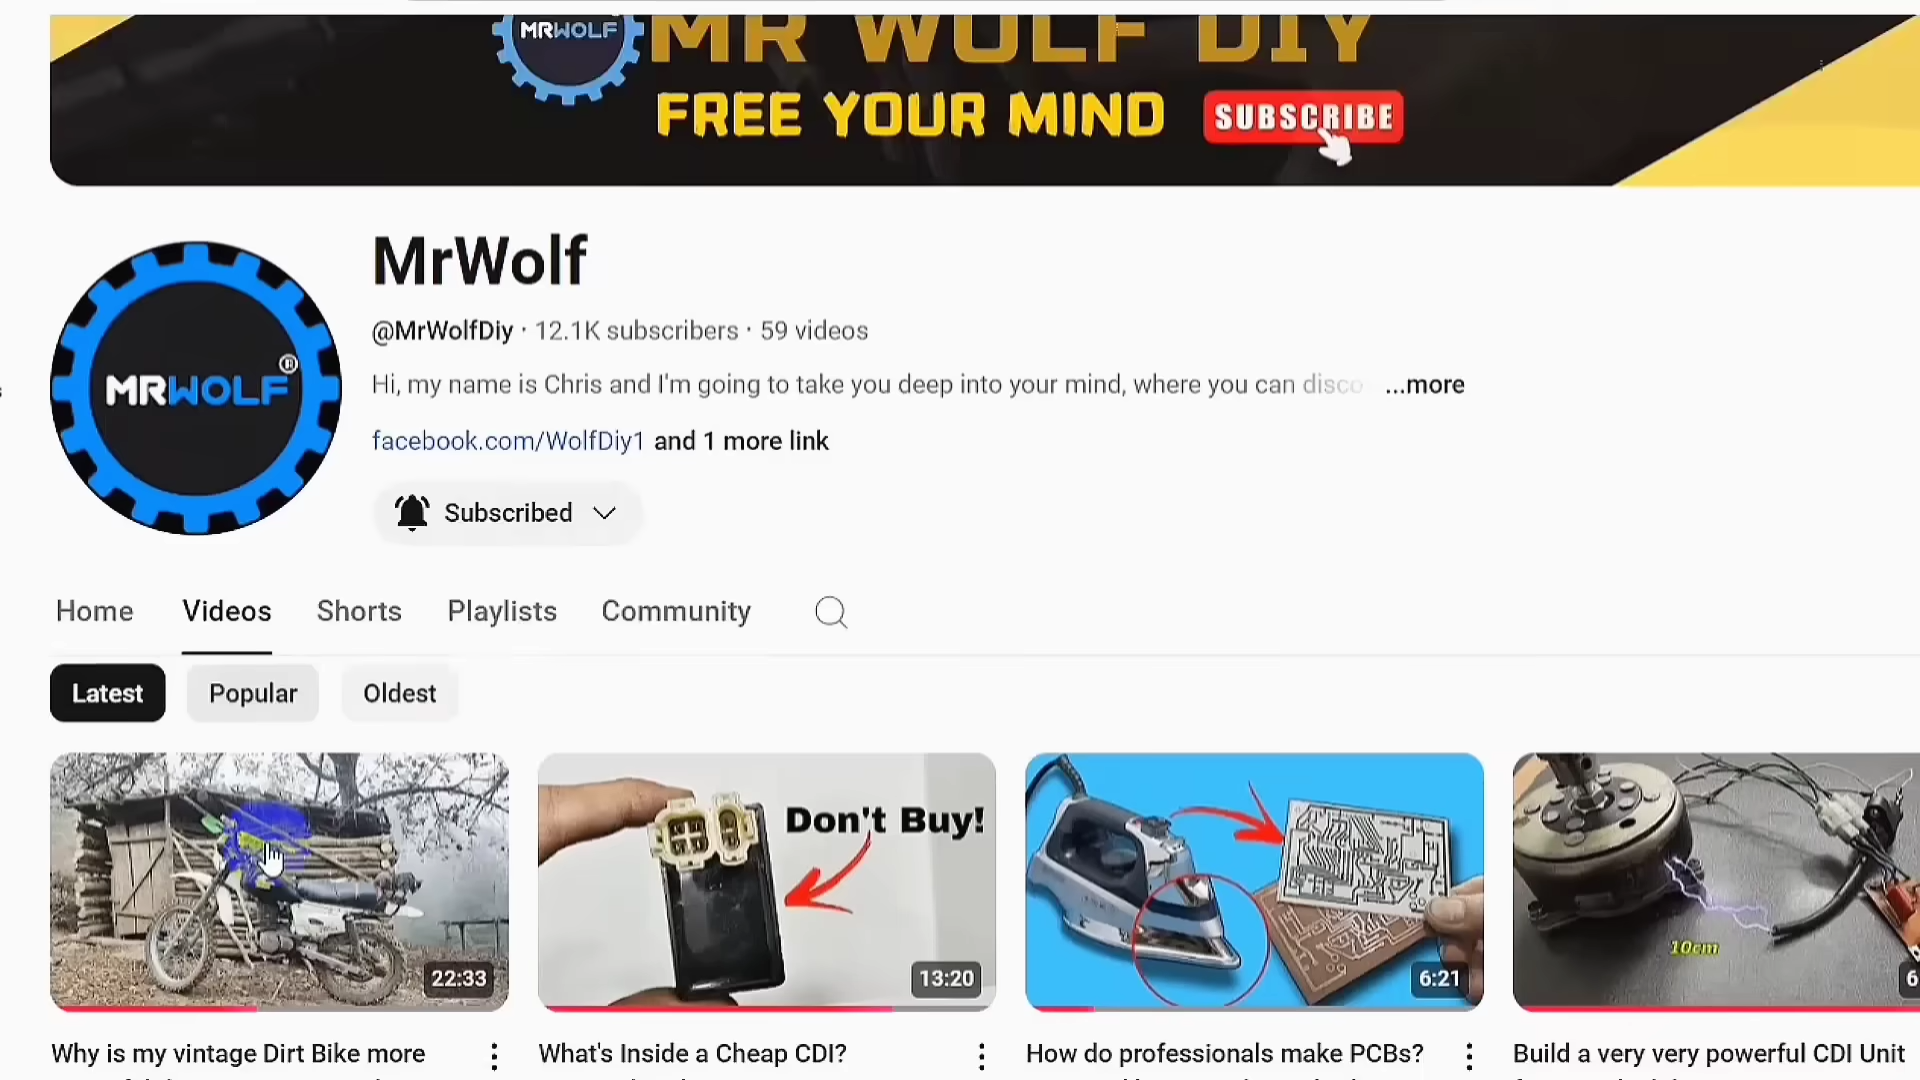 MRWOLF
MR WOLF DIY
FREE YOUR MIND
SUBSCRIBE
MrWolf
@MrWolfDiy · 12.1K subscribers · 59 videos
Hi, my name is Chris and I'm going to take you deep into your mind, where you can disco ...more
facebook.com/WolfDiy1 and 1 more link
MRWOLF®
Subscribed
Home Videos Shorts Playlists Community
Latest Popular Oldest
22:33
Don't Buy!
13:20
6:21
10cm
6
Why is my vintage Dirt Bike more
What's Inside a Cheap CDI?
How do professionals make PCBs?
Build a very very powerful CDI Unit